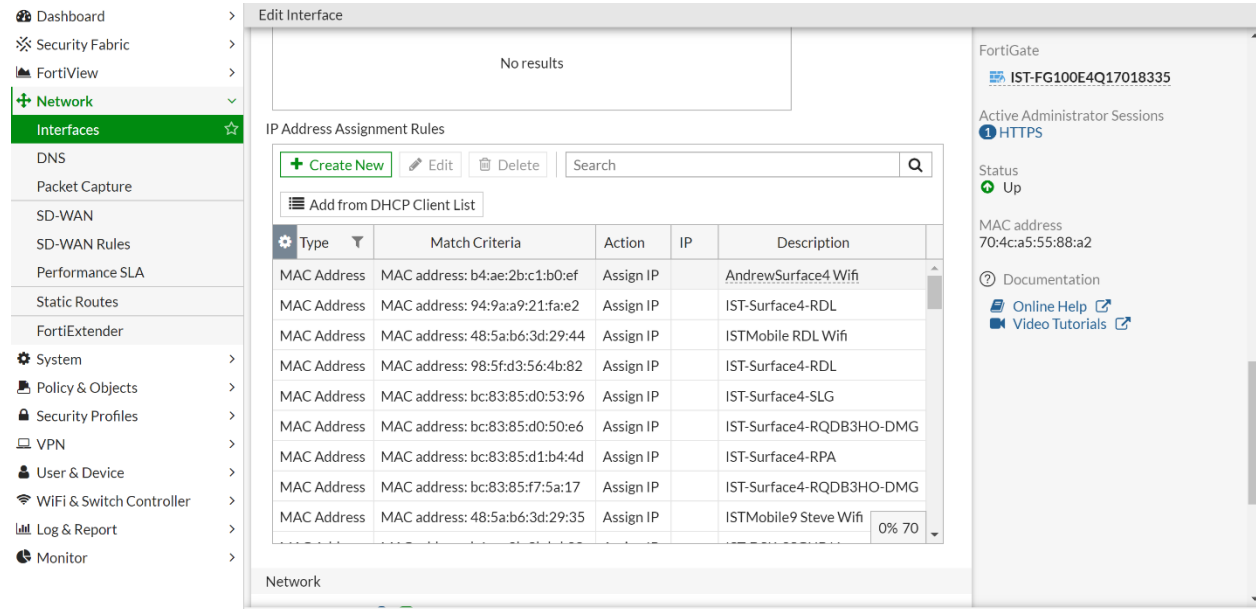 Dashboard
Security Fabric
FortiView
Network
Interfaces
DNS
Packet Capture
SD-WAN
SD-WAN Rules
Performance SLA
Static Routes
FortiExtender
System
Policy & Objects
Security Profiles
VPN
User & Device
WiFi & Switch Controller
Log & Report
Monitor
Edit Interface
No results
IP Address Assignment Rules
Create New Edit Delete Search
Add from DHCP Client List
Type Match Criteria Action IP Description
MAC Address MAC address: b4:ae:2b:c1:b0:ef Assign IP AndrewSurface4 Wifi
MAC Address MAC address: 94:9a:a9:21:fa:e2 Assign IP IST-Surface4-RDL
MAC Address MAC address: 48:5a:b6:3d:29:44 Assign IP ISTMobile RDL Wifi
MAC Address MAC address: 98:5f:d3:56:4b:82 Assign IP IST-Surface4-RDL
MAC Address MAC address: bc:83:85:d0:53:96 Assign IP IST-Surface4-SLG
MAC Address MAC address: bc:83:85:d0:50:e6 Assign IP IST-Surface4-RQDB3HO-DMG
MAC Address MAC address: bc:83:85:d1:b4:4d Assign IP IST-Surface4-RPA
MAC Address MAC address: bc:83:85:f7:5a:17 Assign IP IST-Surface4-RQDB3HO-DMG
MAC Address MAC address: 48:5a:b6:3d:29:35 Assign IP ISTMobile9 Steve Wifi
0% 70
Network
FortiGate
IST-FG100E4Q17018335
Active Administrator Sessions
1 HTTPS
Status
Up
MAC address
70:4c:a5:55:88:a2
Documentation
Online Help
Video Tutorials